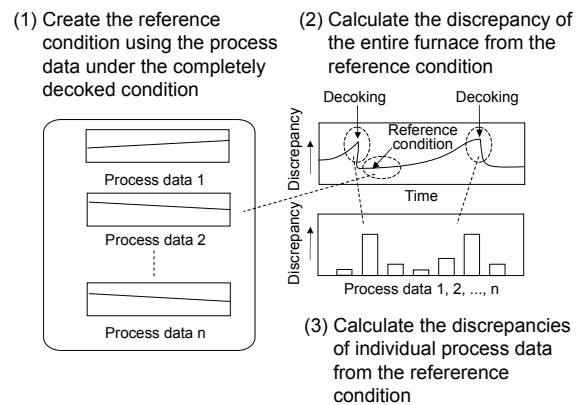 (1) Create the reference
condition using the process
data under the completely
decoked condition
Process data 1
Process data 2
Process data n
(2) Calculate the discrepancy of
the entire furnace from the
reference condition
Decoking
Decoking
Discrepancy
Reference
condition
Time
Discrepancy
Process data 1, 2, ..., n
(3) Calculate the discrepancies
of individual process data
from the refererence
condition